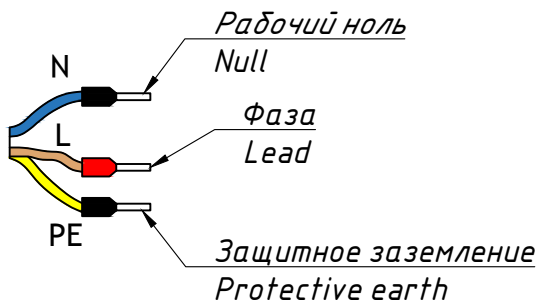 Рабочий ноль
Null
N
Фаза
Lead
L
PE
Защитное заземление
Protective earth